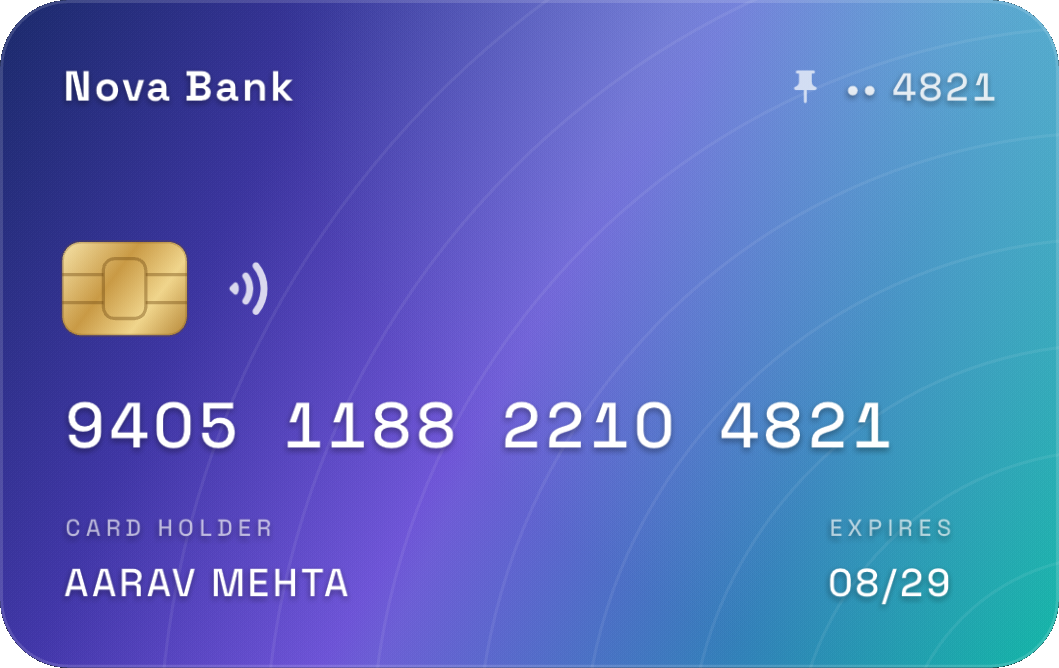 Nova Bank
•• 4821
9405 1188 2210 4821
CARD HOLDER
EXPIRES
AARAV MEHTA
08/29